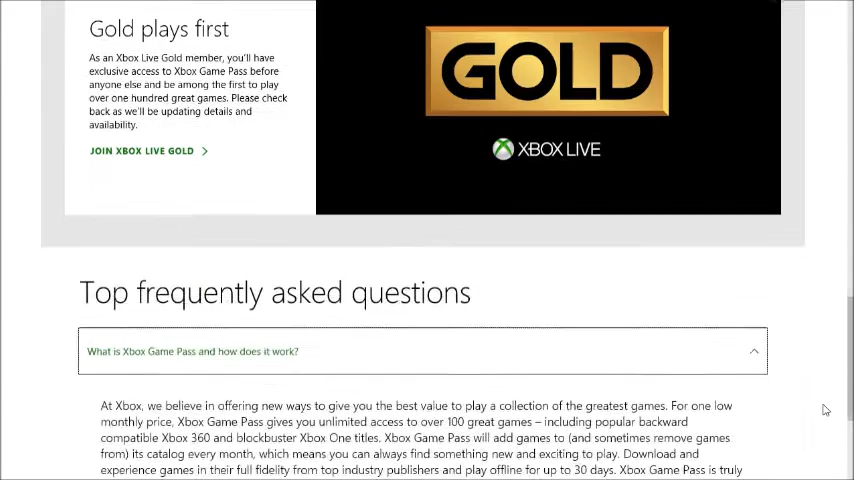 Gold plays first
As an Xbox Live Gold member, you'll have
exclusive access to Xbox Game Pass before
anyone else and be among the first to play
over one hundred great games. Please check
back as we'll be updating details and
availability.
JOIN XBOX LIVE GOLD
GOLD
XBOX LIVE
Top frequently asked questions
What is Xbox Game Pass and how does it work?
At Xbox, we believe in offering new ways to give you the best value to play a collection of the greatest games. For one low
monthly price, Xbox Game Pass gives you unlimited access to over 100 great games – including popular backward
compatible Xbox 360 and blockbuster Xbox One titles. Xbox Game Pass will add games to (and sometimes remove games
from) its catalog every month, which means you can always find something new and exciting to play. Download and
experience games in their full fidelity from top industry publishers and play offline for up to 30 days. Xbox Game Pass is truly